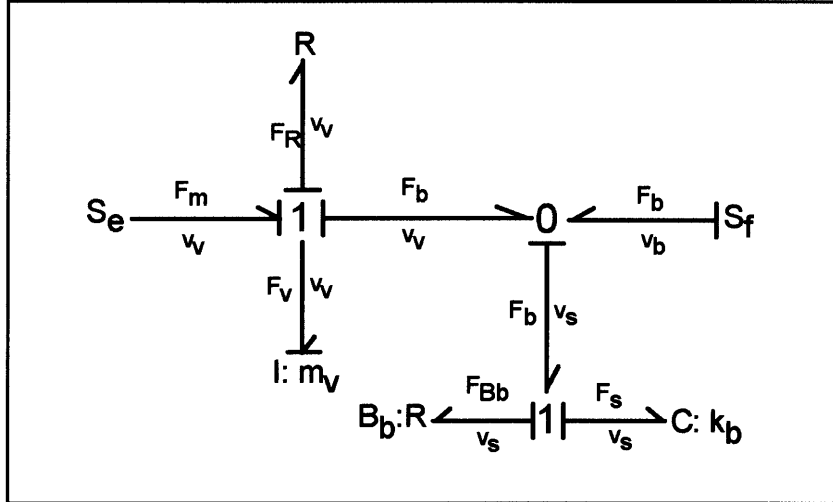 R
F_R v_v
S_e F_m 1 F_b 0 F_b S_f
v_v v_v v_b
F_v v_v
F_b v_s
I: m_v
B_b:R F_Bb 1 F_s C: k_b
v_s v_s